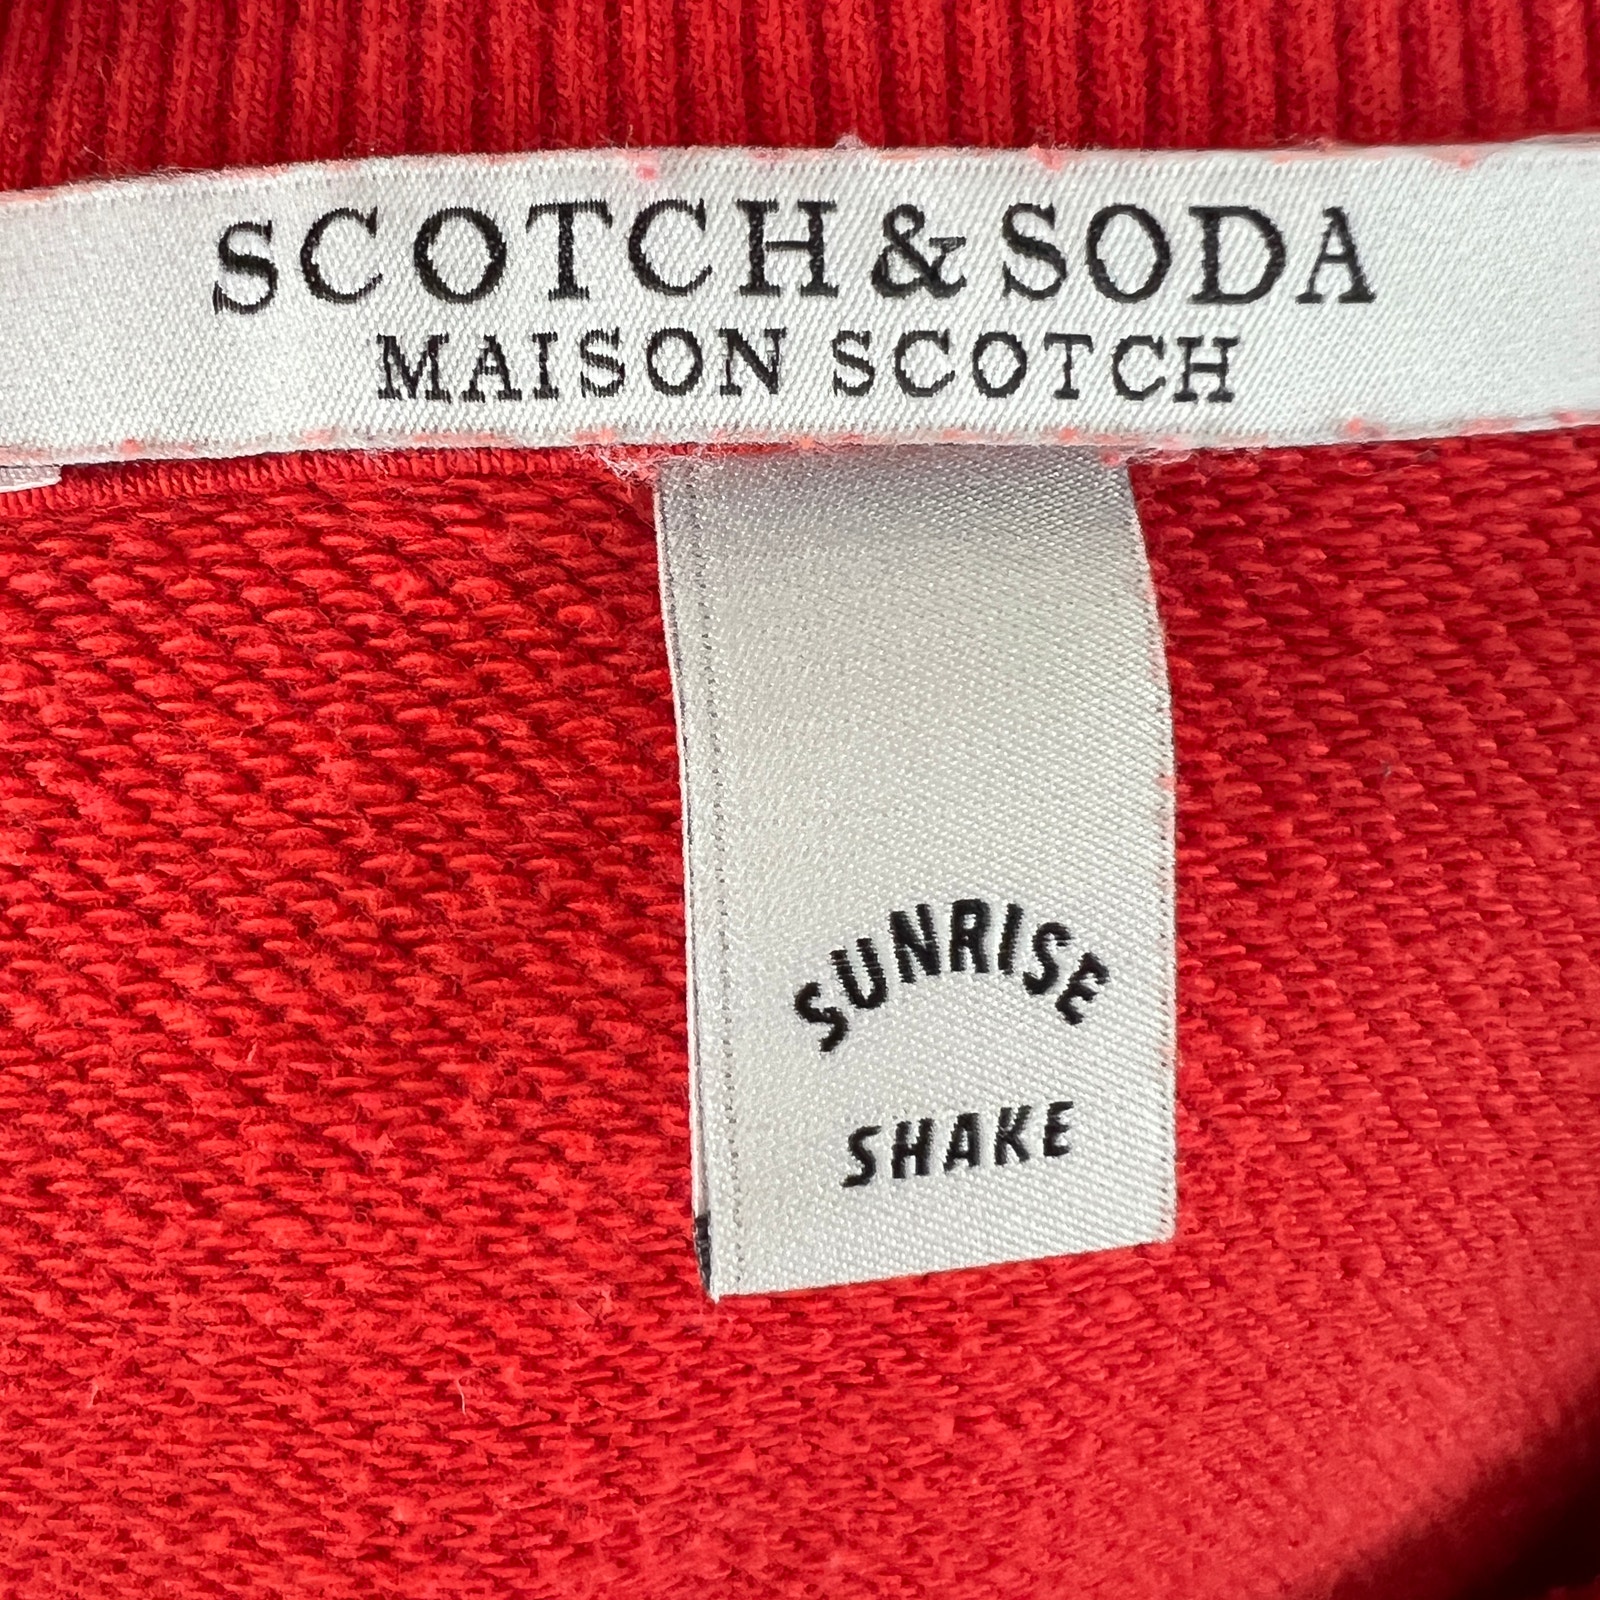 SCOTCH & SODA
MAISON SCOTCH
SUNRISE
SHAKE